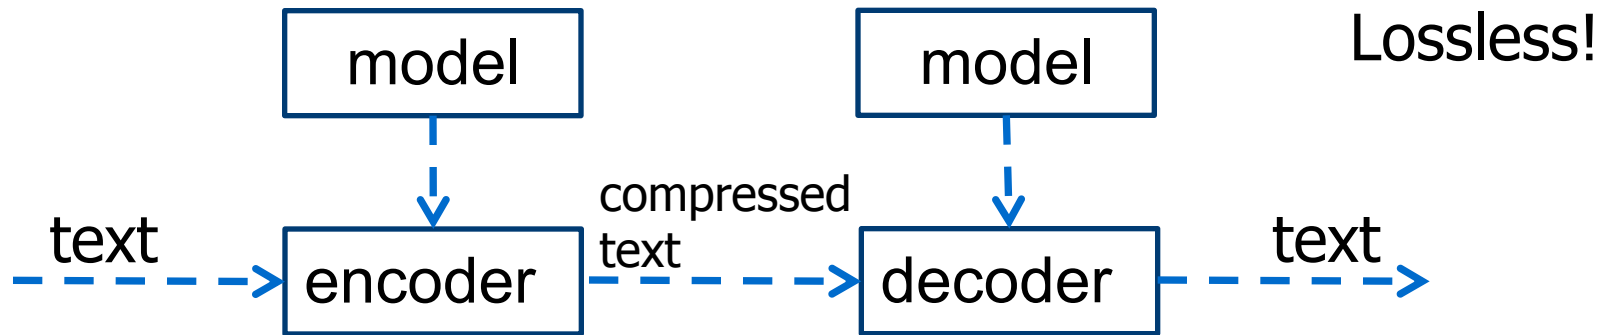 model
model
Lossless!
text
encoder
compressed
text
decoder
text